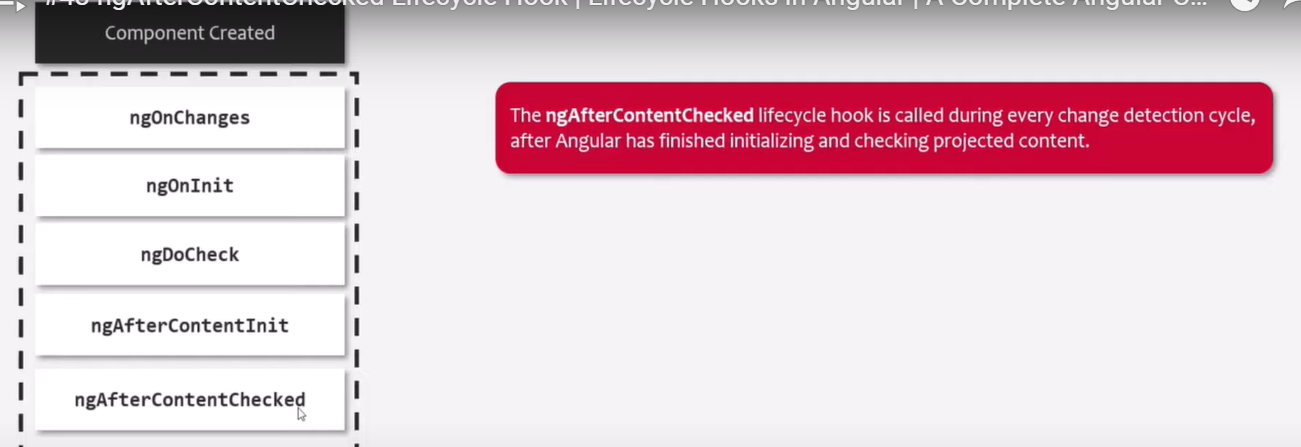 ngAfterContentChecked Lifecycle Hook | Lifecycle Hooks in Angular | A Complete Angular C...
Component Created
ngOnChanges
The ngAfterContentChecked lifecycle hook is called during every change detection cycle,
after Angular has finished initializing and checking projected content.
ngOnInit
ngDoCheck
ngAfterContentInit
ngAfterContentChecked